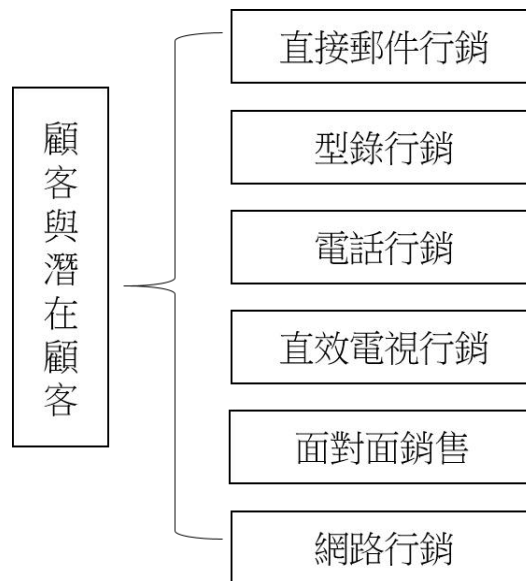 顧客與潛在顧客
直接郵件行銷
型錄行銷
電話行銷
直效電視行銷
面對面銷售
網路行銷